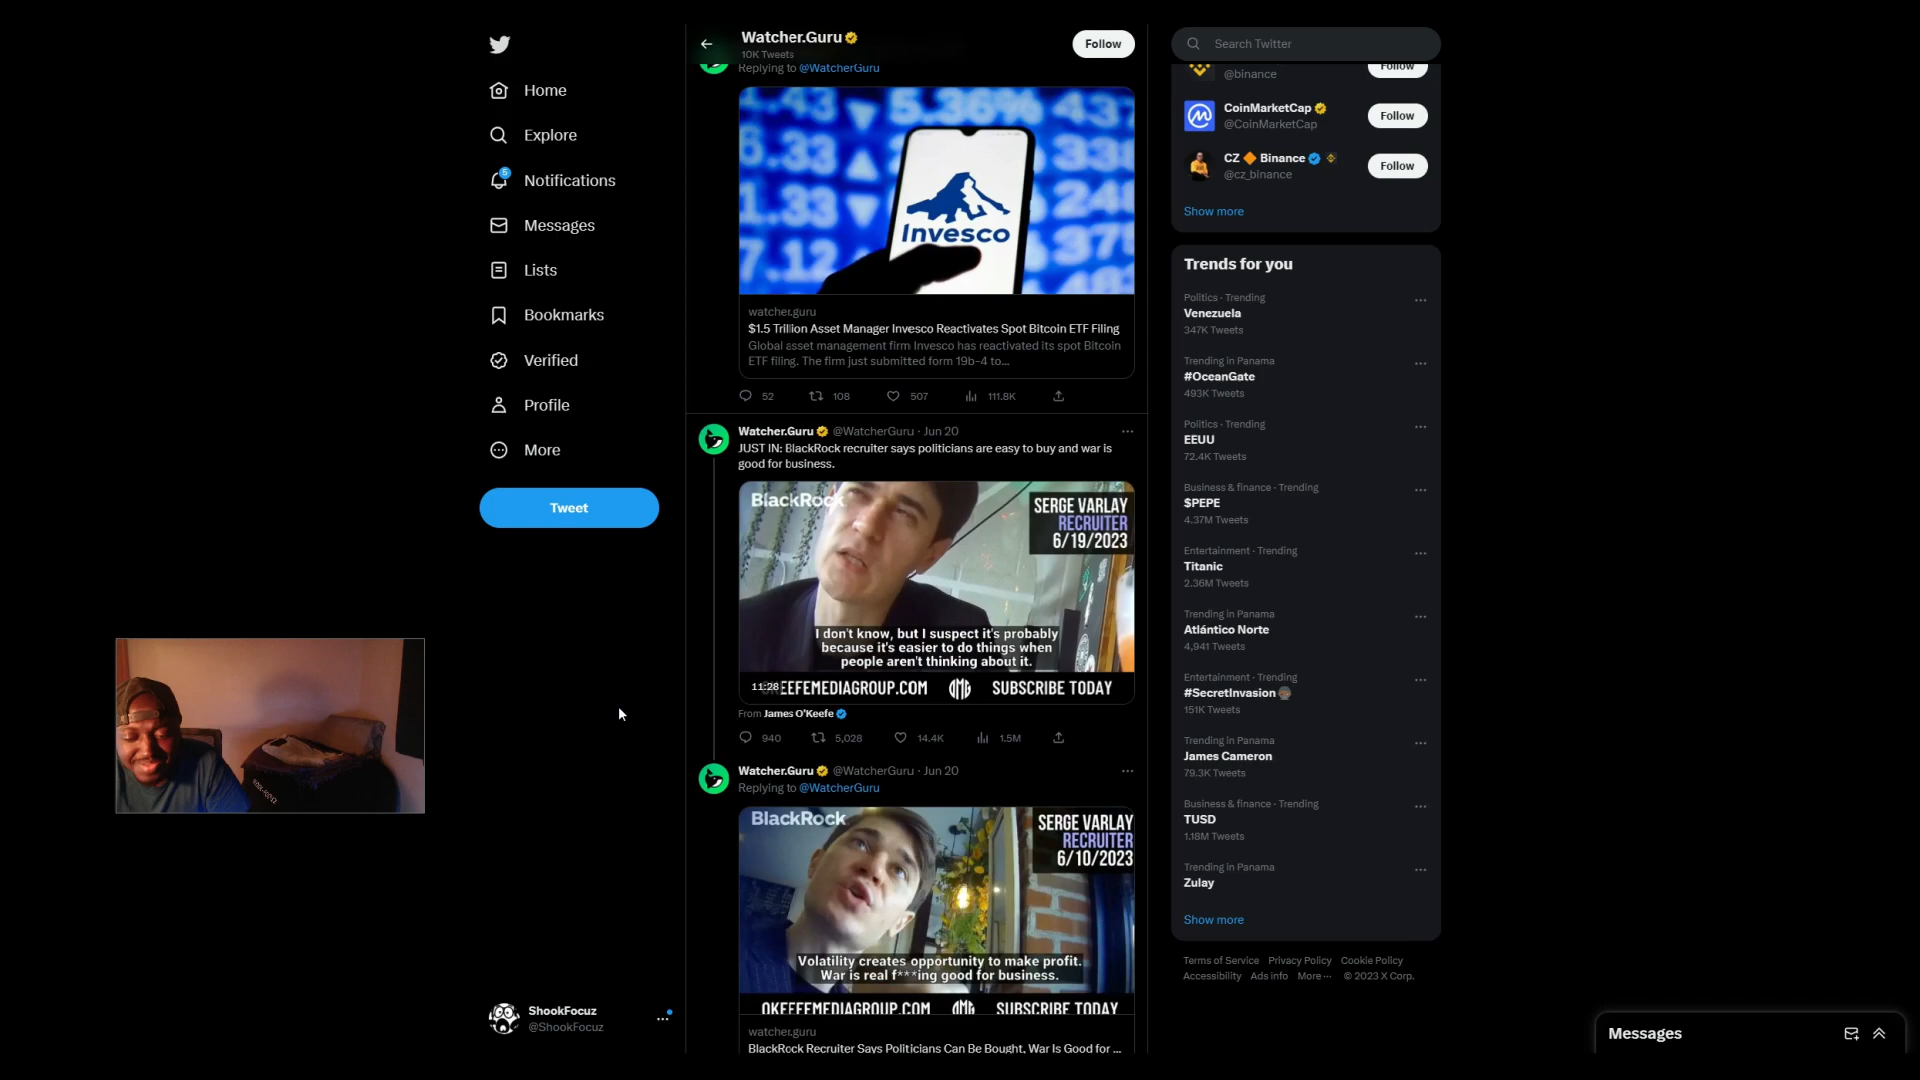 Home
Explore
5
Notifications
Messages
Lists
Bookmarks
Verified
Profile
More
Tweet
ShookFocuz
@ShookFocuz
Watcher.Guru
10K Tweets
Follow
Replying to @WatcherGuru
Invesco
watcher.guru
$1.5 Trillion Asset Manager Invesco Reactivates Spot Bitcoin ETF Filing
Global asset management firm Invesco has reactivated its spot Bitcoin
ETF filing. The firm just submitted form 19b-4 to...
52 108 507 111.8K
Watcher.Guru @WatcherGuru · Jun 20
JUST IN: BlackRock recruiter says politicians are easy to buy and war is
good for business.
BlackRock
SERGE VARLAY
RECRUITER
6/19/2023
I don't know, but I suspect it's probably
because it's easier to do things when
people aren't thinking about it.
11:28
EEFEMEDIAGROUP.COM OMG SUBSCRIBE TODAY
From James O'Keefe
940 5,028 14.4K 1.5M
Watcher.Guru @WatcherGuru · Jun 20
Replying to @WatcherGuru
BlackRock
SERGE VARLAY
RECRUITER
6/10/2023
Volatility creates opportunity to make profit.
War is real f***ing good for business.
OKEEFEMEDIAGROUP.COM OMG SUBSCRIBE TODAY
watcher.guru
BlackRock Recruiter Says Politicians Can Be Bought, War Is Good for ...
Search Twitter
@binance
Follow
CoinMarketCap
@CoinMarketCap
Follow
CZ Binance
@cz_binance
Follow
Show more
Trends for you
Politics · Trending
Venezuela
347K Tweets
Trending in Panama
#OceanGate
493K Tweets
Politics · Trending
EEUU
72.4K Tweets
Business & finance · Trending
$PEPE
4.37M Tweets
Entertainment · Trending
Titanic
2.36M Tweets
Trending in Panama
Atlántico Norte
4,941 Tweets
Entertainment · Trending
#SecretInvasion
151K Tweets
Trending in Panama
James Cameron
79.3K Tweets
Business & finance · Trending
TUSD
1.18M Tweets
Trending in Panama
Zulay
Show more
Terms of Service Privacy Policy Cookie Policy
Accessibility Ads info More ··· © 2023 X Corp.
Messages